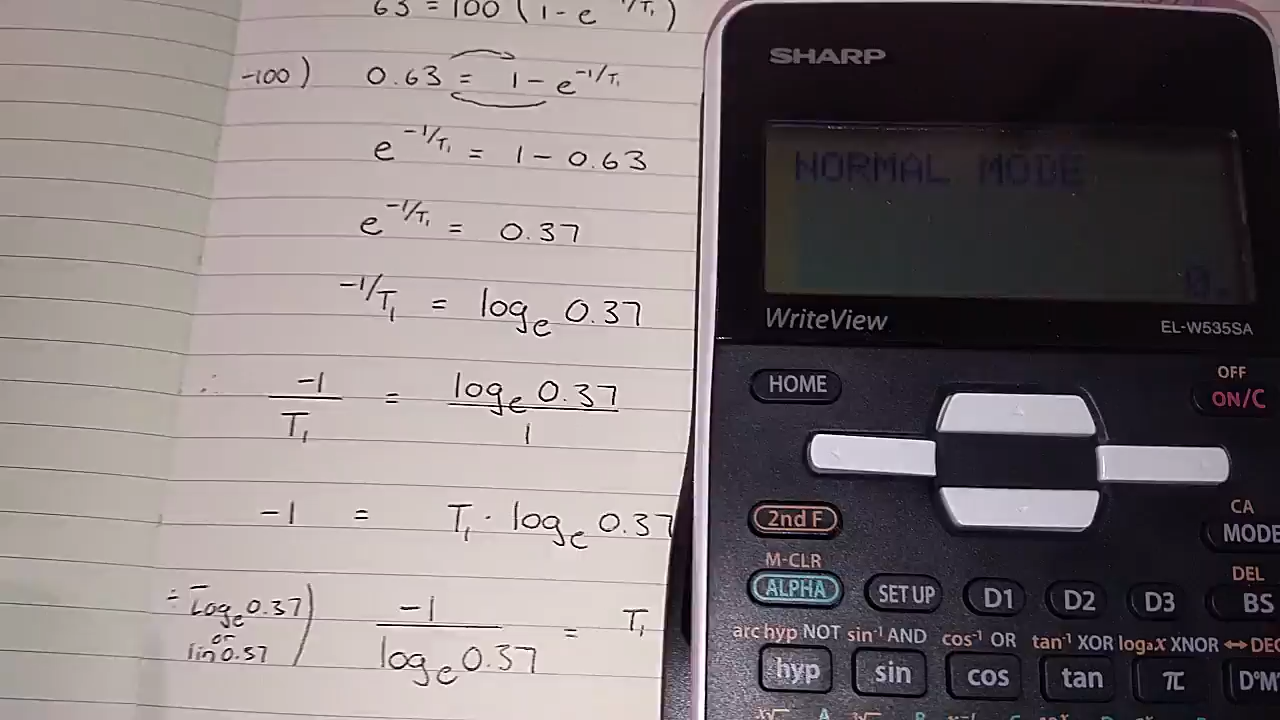 63 = 100 ( 1 - e^-1/T₁ )
-100 ) 0.63 = 1 - e^-1/T₁
e^-1/T₁ = 1 - 0.63
e^-1/T₁ = 0.37
-1/T₁ = logₑ 0.37
∴ -1/T₁ = logₑ 0.37/1
-1 = T₁ · logₑ 0.37
÷ logₑ 0.37 ) -1/logₑ 0.37 = T₁
or
SHARP
NORMAL MODE
0.
WriteView
EL-W535SA
HOME
OFF
ON/C
2nd F
CA
MODE
M-CLR
DEL
ALPHA
SET UP
D1
D2
D3
BS
arc hyp NOT sin⁻¹ AND cos⁻¹ OR tan⁻¹ XOR logₐx XNOR ↔DEG
hyp
sin
cos
tan
π
D°M